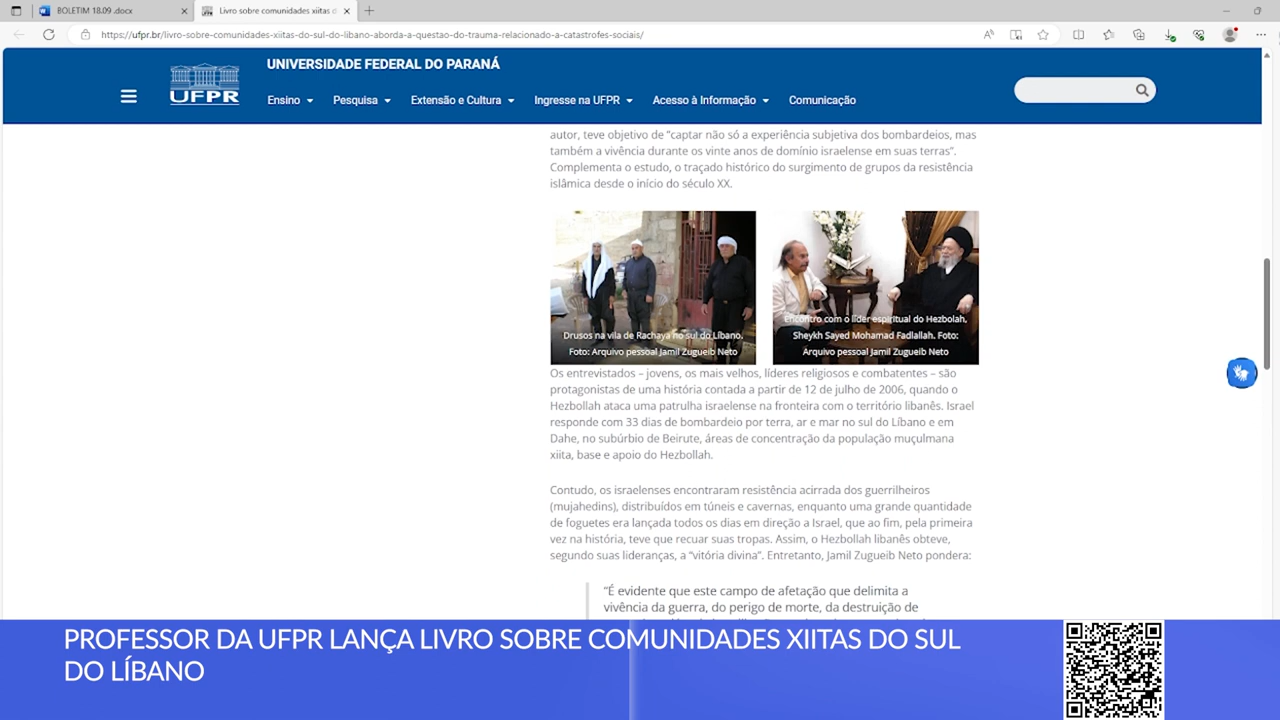 BOLETIM 18.09 .docx
Livro sobre comunidades xiitas d
https://ufpr.br/livro-sobre-comunidades-xiitas-do-sul-do-libano-aborda-a-questao-do-trauma-relacionado-a-catastrofes-sociais/
UFPR
UNIVERSIDADE FEDERAL DO PARANÁ
Ensino
Pesquisa
Extensão e Cultura
Ingresse na UFPR
Acesso à Informação
Comunicação
autor, teve objetivo de “captar não só a experiência subjetiva dos bombardeios, mas
também a vivência durante os vinte anos de domínio israelense em suas terras”.
Complementa o estudo, o traçado histórico do surgimento de grupos da resistência
islâmica desde o início do século XX.
Drusos na vila de Rachaya no sul do Líbano.
Foto: Arquivo pessoal Jamil Zugueib Neto
Encontro com o líder espiritual do Hezbolah,
Sheykh Sayed Mohamad Fadlallah. Foto:
Arquivo pessoal Jamil Zugueib Neto
Os entrevistados – jovens, os mais velhos, líderes religiosos e combatentes – são
protagonistas de uma história contada a partir de 12 de julho de 2006, quando o
Hezbollah ataca uma patrulha israelense na fronteira com o território libanês. Israel
responde com 33 dias de bombardeio por terra, ar e mar no sul do Líbano e em
Dahe, no subúrbio de Beirute, áreas de concentração da população muçulmana
xiita, base e apoio do Hezbollah.
Contudo, os israelenses encontraram resistência acirrada dos guerrilheiros
(mujahedins), distribuídos em túneis e cavernas, enquanto uma grande quantidade
de foguetes era lançada todos os dias em direção a Israel, que ao fim, pela primeira
vez na história, teve que recuar suas tropas. Assim, o Hezbollah libanês obteve,
segundo suas lideranças, a “vitória divina”. Entretanto, Jamil Zugueib Neto pondera:
“É evidente que este campo de afetação que delimita a
vivência da guerra, do perigo de morte, da destruição de
PROFESSOR DA UFPR LANÇA LIVRO SOBRE COMUNIDADES XIITAS DO SUL
DO LÍBANO